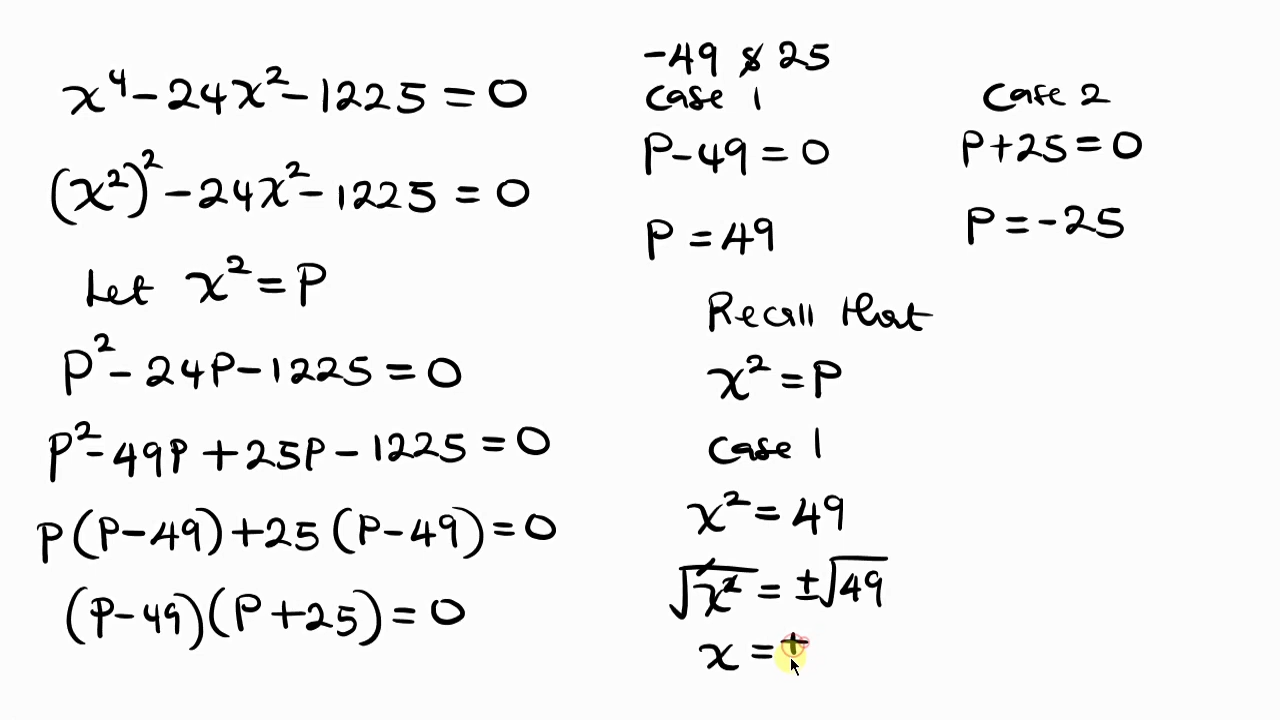 x⁴ - 24x² - 1225 = 0
(x²)² - 24x² - 1225 = 0
Let x² = P
P² - 24P - 1225 = 0
P² - 49P + 25P - 1225 = 0
P(P - 49) + 25(P - 49) = 0
(P - 49)(P + 25) = 0
-49 & 25
Case 1
P - 49 = 0
P = 49
Case 2
P + 25 = 0
P = -25
Recall that
x² = P
Case 1
x² = 49
√x² = ±√49
x = ±